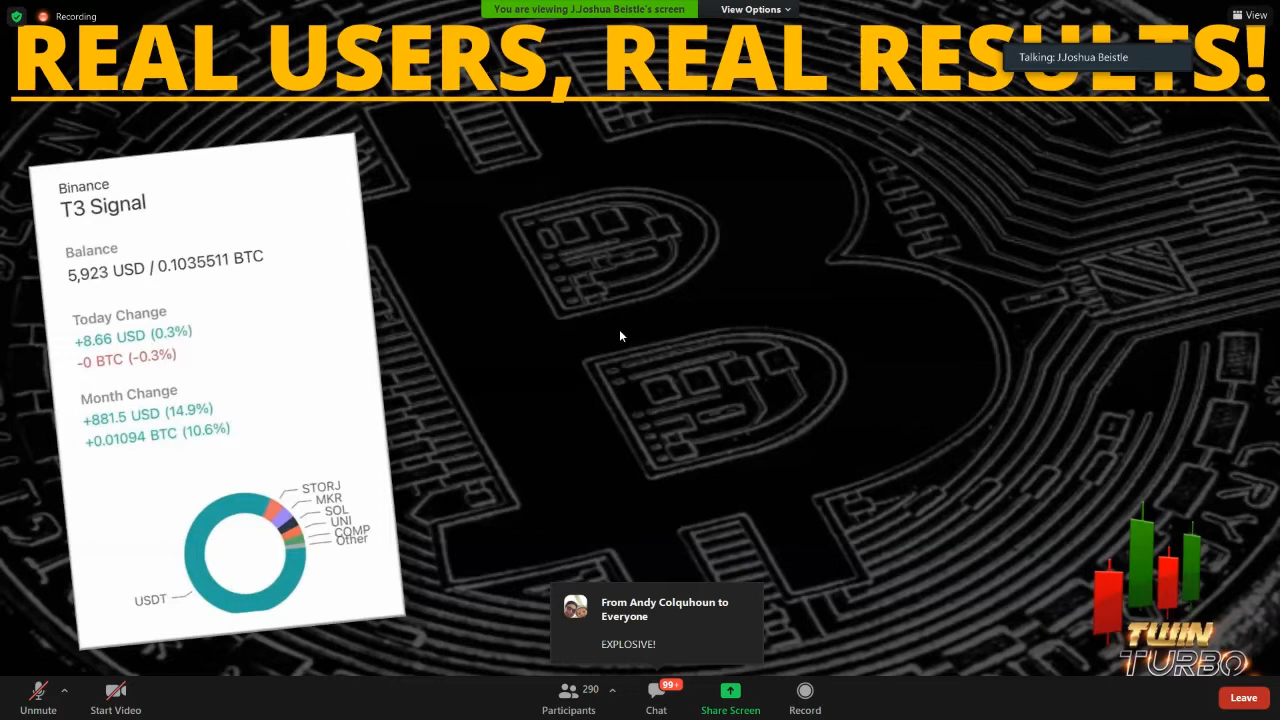 Recording
You are viewing J.Joshua Beistle's screen
View Options
View
REAL USERS, REAL RESULTS!
Talking: J.Joshua Beistle
Binance
T3 Signal
Balance
5,923 USD / 0.1035511 BTC
Today Change
+8.66 USD (0.3%)
-0 BTC (-0.3%)
Month Change
+881.5 USD (14.9%)
+0.01094 BTC (10.6%)
STORJ
MKR
SOL
UNI
COMP
Other
USDT
From Andy Colquhoun to
Everyone
EXPLOSIVE!
TWIN
TURBO
Unmute
Start Video
290
Participants
99+
Chat
Share Screen
Record
Leave